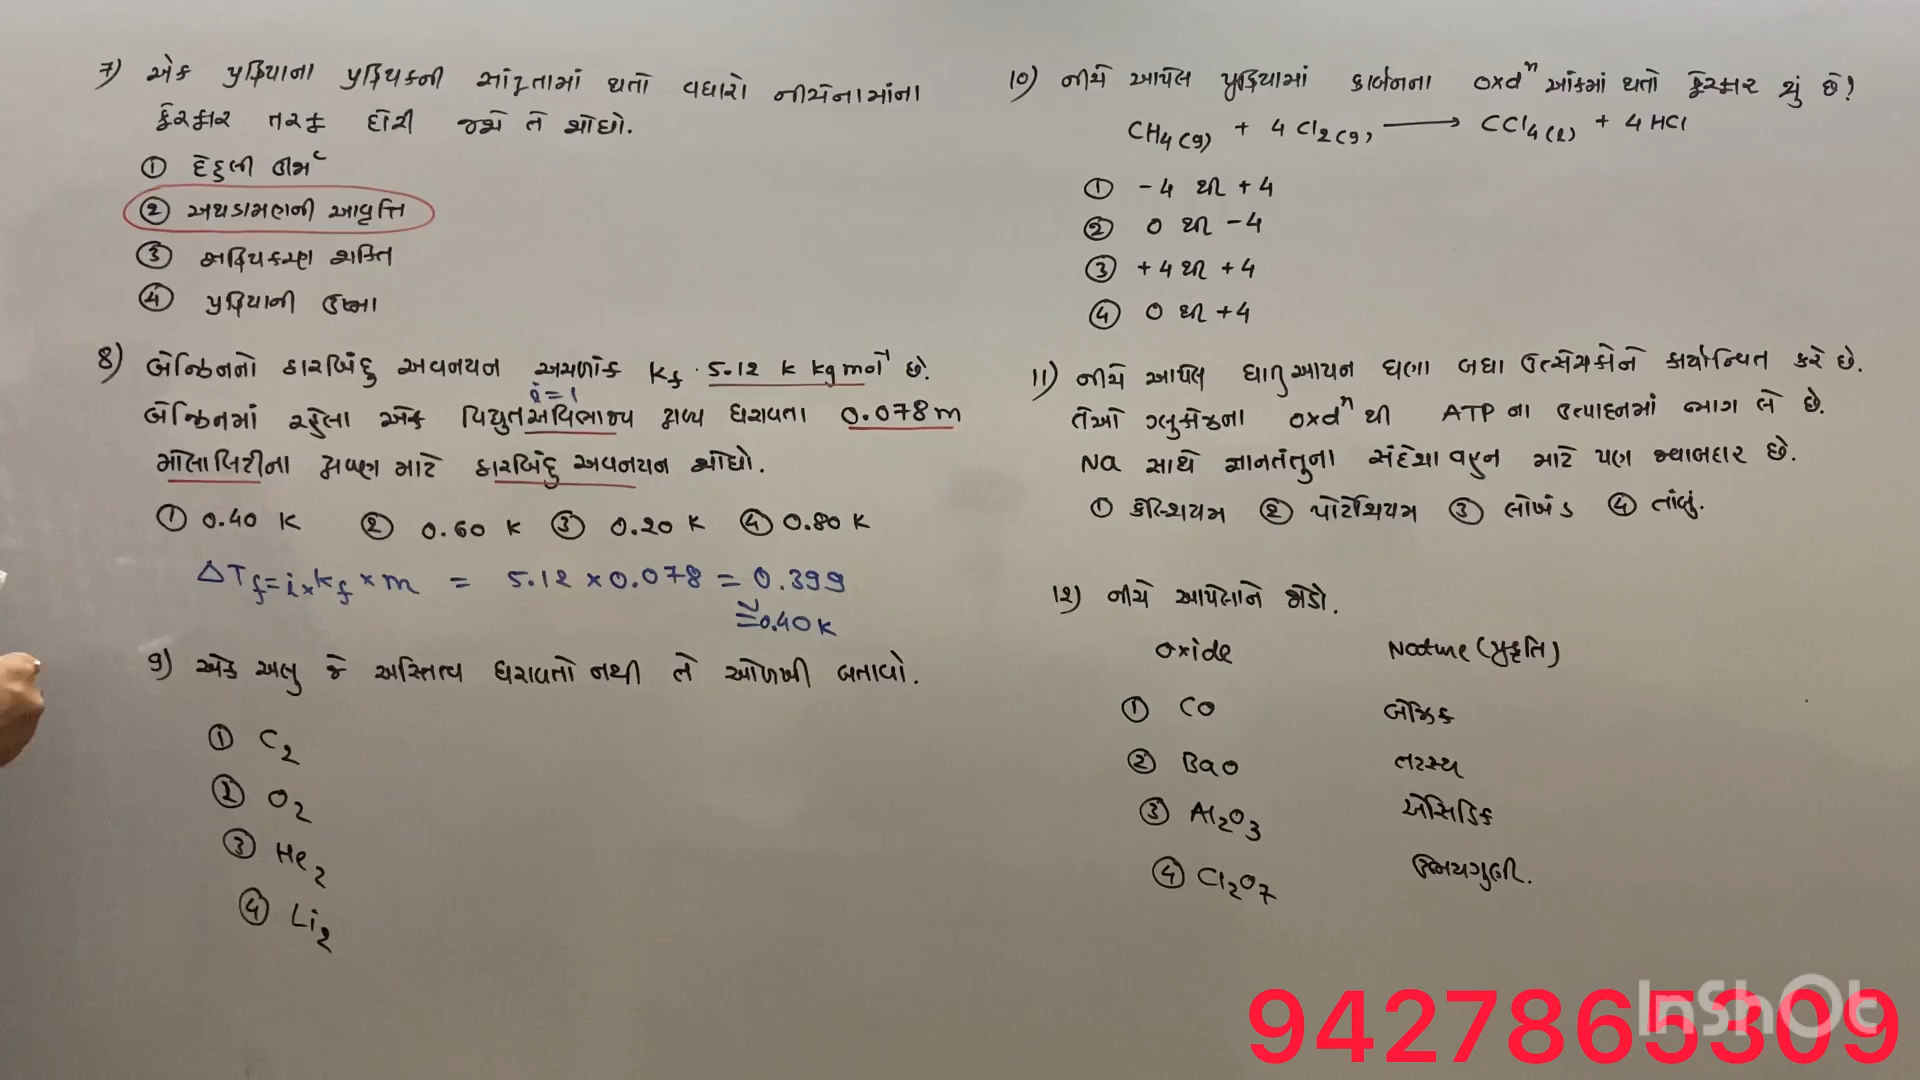 7) એક પ્રક્રિયાના પ્રક્રિયકની સાંદ્રતામાં થતો વધારો નીચેનામાંના
ફેરફાર તરફ દોરી જશે તે શોધો.
① દેહલી ઊર્જા
② અથડામણની આવૃત્તિ
③ સક્રિયકરણ શક્તિ
④ પ્રક્રિયાની ઉષ્મા
8) બેન્ઝિનનો ઠારબિંદુ અવનયન અચળાંક Kf . 5.12 K kg mol⁻¹ છે.
i=1
બેન્ઝિનમાં રહેલા એક વિદ્યુતઅવિભાજ્ય દ્રાવ્ય ધરાવતા 0.078 m
મોલાલિટીના દ્રાવણ માટે ઠારબિંદુ અવનયન શોધો.
① 0.40 K ② 0.60 K ③ 0.20 K ④ 0.80 K
ΔTf = i × kf × m = 5.12 × 0.078 = 0.399
≅ 0.40 K
9) એક અણુ જે અસ્તિત્વ ધરાવતો નથી તે ઓળખી બતાવો.
① C2
② O2
③ He2
④ Li2
10) નીચે આપેલ પ્રક્રિયામાં કાર્બનના oxdⁿ આંકમાં થતો ફેરફાર શું છે!
CH4(g) + 4 Cl2(g) ⟶ CCl4(l) + 4 HCl
① -4 થી +4
② 0 થી -4
③ +4 થી +4
④ 0 થી +4
11) નીચે આપેલ ધાતુઆયન ઘણા બધા ઉત્સેચકોને કાર્યાન્વિત કરે છે.
તેઓ ગ્લુકોઝના oxdⁿ થી ATP ના ઉત્પાદનમાં ભાગ લે છે.
Na સાથે જ્ઞાનતંતુના સંદેશા વહન માટે પણ જવાબદાર છે.
① કેલ્શિયમ ② પોટેશિયમ ③ લોખંડ ④ તાંબુ.
12) નીચે આપેલાને જોડો.
Oxide Nature (પ્રકૃતિ)
① CO બેઝિક
② BaO તટસ્થ
③ Al2O3 એસિડિક
④ Cl2O7 ઉભયગુણી.
InShOt
9427865309